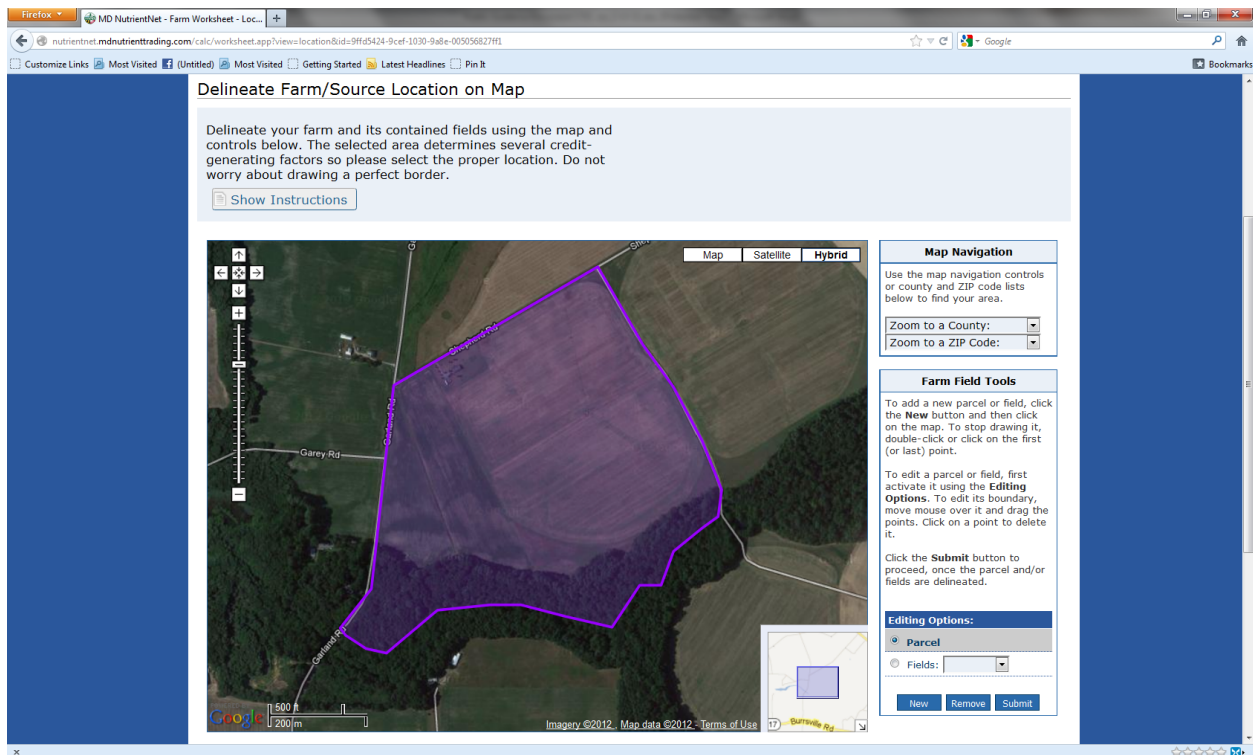 Firefox
MD NutrientNet - Farm Worksheet - Loc...
nutrientnet.mdnutrienttrading.com/calc/worksheet.app?view=location&id=9ffd5424-9cef-1030-9a8e-005056827ff1
Google
Customize Links Most Visited (Untitled) Most Visited Getting Started Latest Headlines Pin It
Bookmarks
Delineate Farm/Source Location on Map
Delineate your farm and its contained fields using the map and
controls below. The selected area determines several credit-
generating factors so please select the proper location. Do not
worry about drawing a perfect border.
Show Instructions
Map Satellite Hybrid
Shepherd Rd
Garland Rd
Garey Rd
Garland Rd
500 ft
200 m
Google
Imagery ©2012 , Map data ©2012 - Terms of Use
17
Burrsville Rd
Map Navigation
Use the map navigation controls
or county and ZIP code lists
below to find your area.
Zoom to a County:
Zoom to a ZIP Code:
Farm Field Tools
To add a new parcel or field, click
the New button and then click
on the map. To stop drawing it,
double-click or click on the first
(or last) point.
To edit a parcel or field, first
activate it using the Editing
Options. To edit its boundary,
move mouse over it and drag the
points. Click on a point to delete
it.
Click the Submit button to
proceed, once the parcel and/or
fields are delineated.
Editing Options:
Parcel
Fields:
New Remove Submit